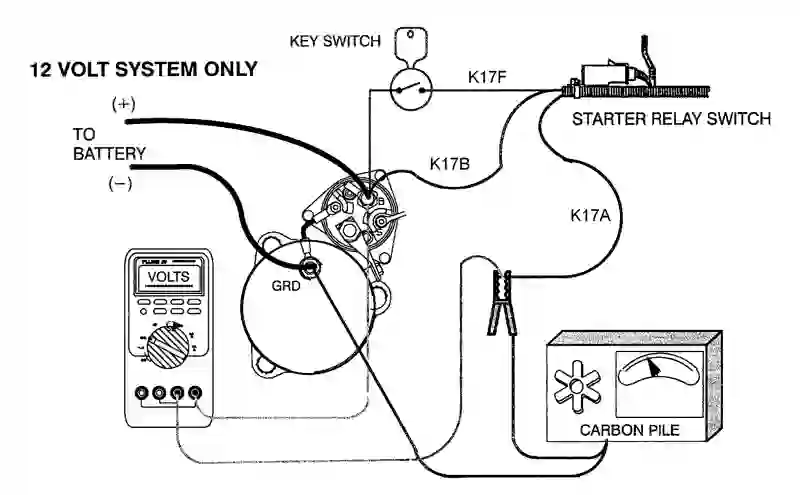 KEY SWITCH
12 VOLT SYSTEM ONLY
K17F
(+)
STARTER RELAY SWITCH
TO
BATTERY
K17B
(−)
K17A
VOLTS
GRD
CARBON PILE